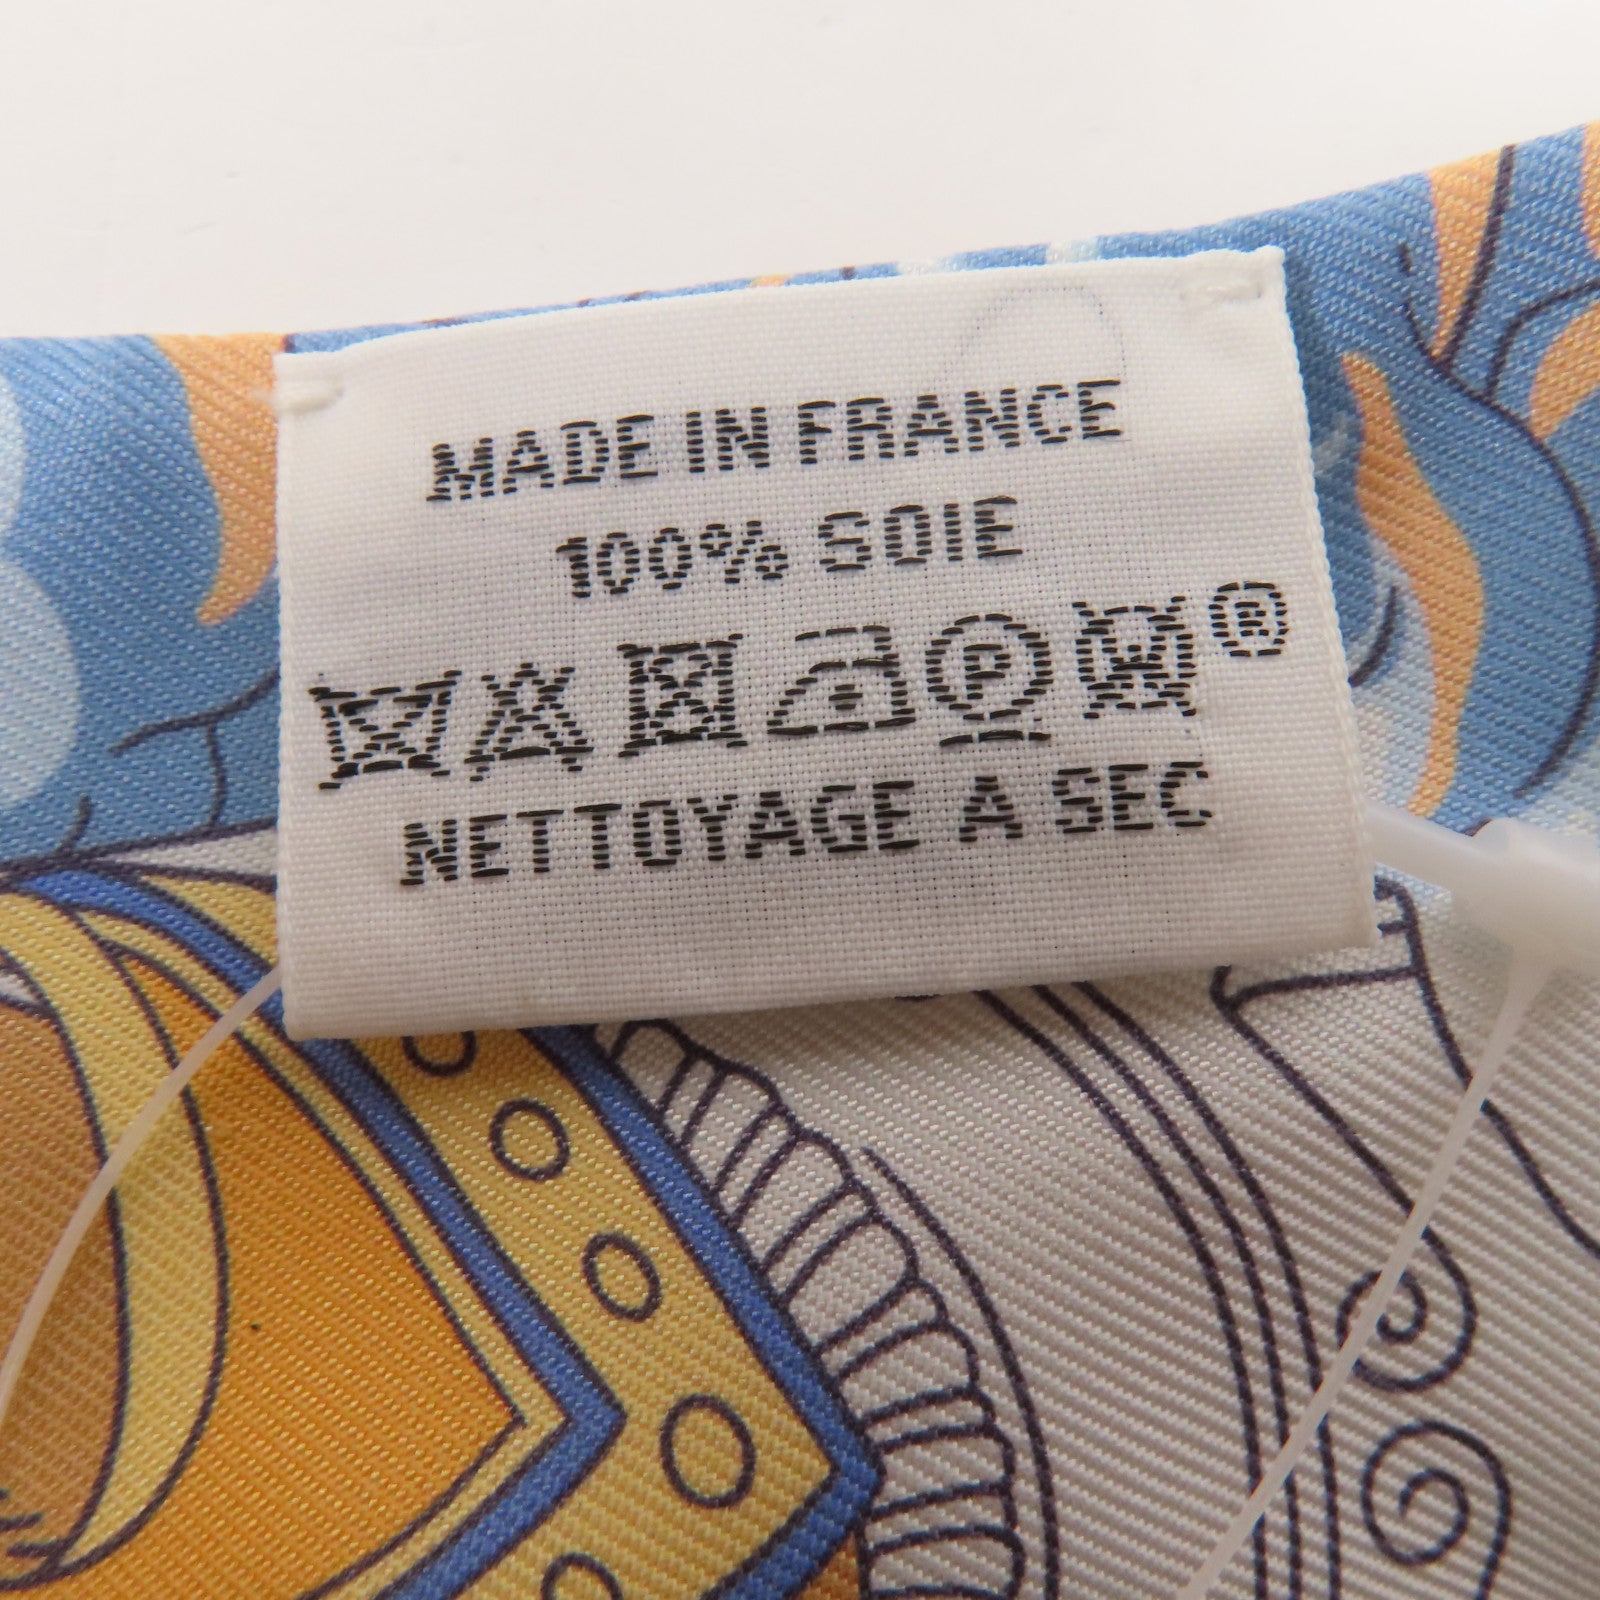 MADE IN FRANCE
100% SOIE
P W ®
NETTOYAGE A SEC